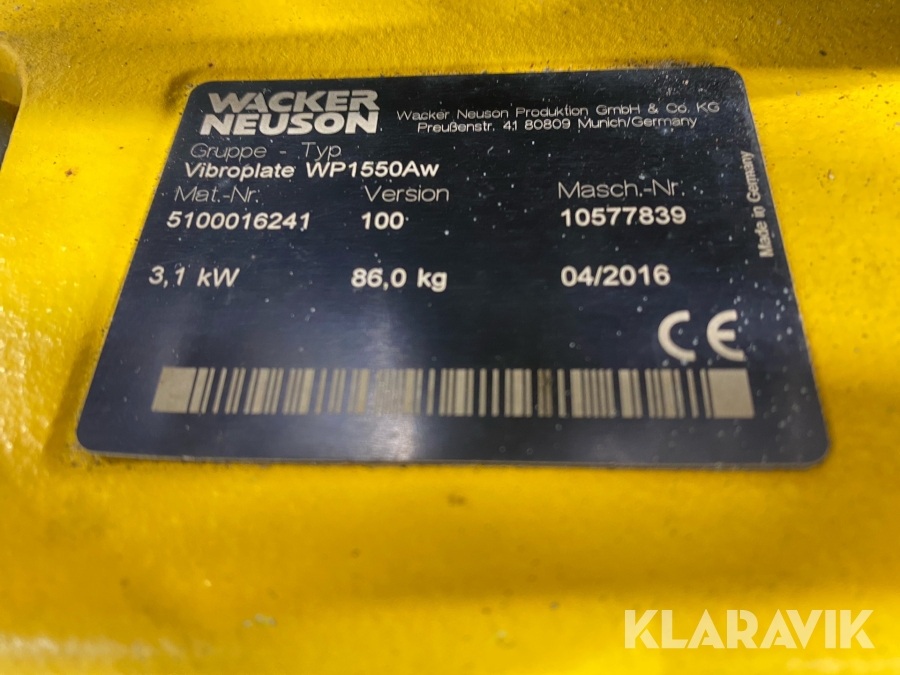 WACKER
NEUSON
Wacker Neuson Produktion GmbH & Co. KG
Preußenstr. 41 80809 Munich/Germany
Gruppe - Typ
Vibroplate WP1550Aw
Mat.-Nr. Version Masch.-Nr.
5100016241 100 10577839
3,1 kW 86,0 kg 04/2016
Made in Germany
CE
KLARAVIK